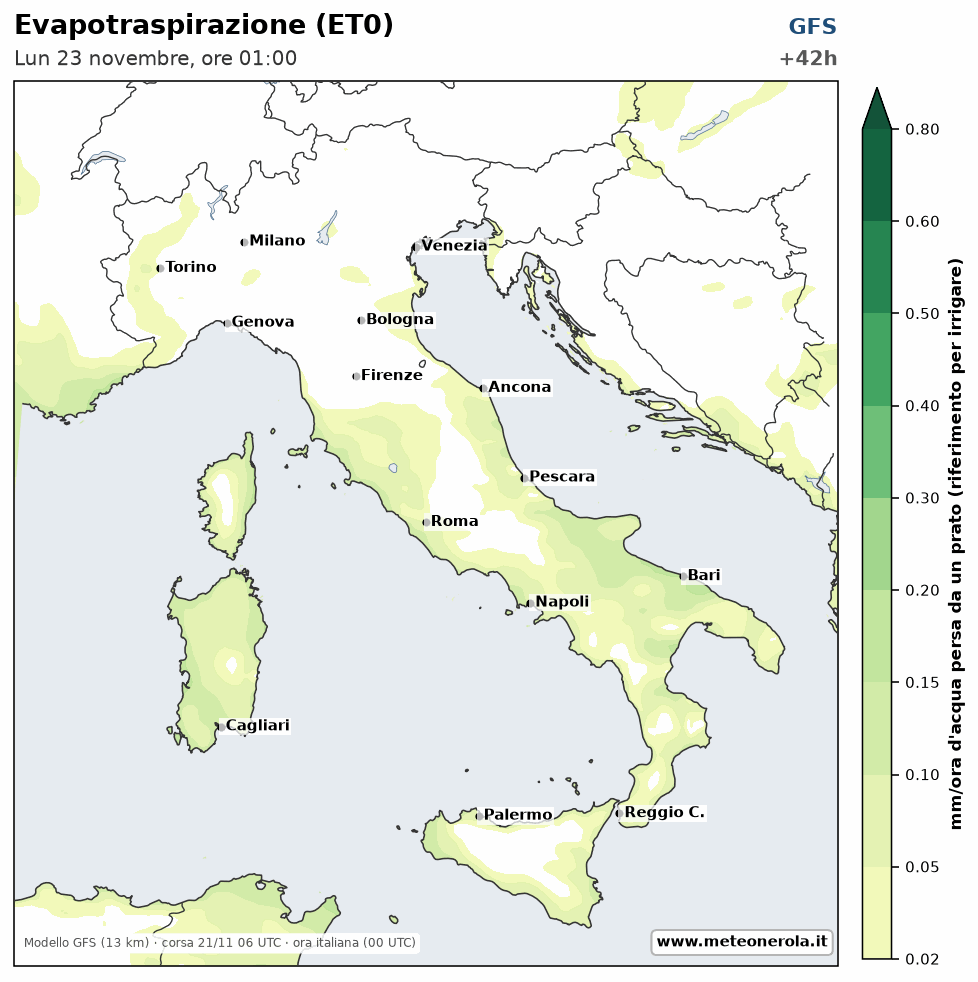 Evapotraspirazione (ET0)
GFS
Lun 23 novembre, ore 01:00
+42h
Milano
Venezia
Torino
Genova
Bologna
Firenze
Ancona
Pescara
Roma
Bari
Napoli
Cagliari
Palermo
Reggio C.
0.80
0.60
0.50
0.40
0.30
0.20
0.15
0.10
0.05
0.02
mm/ora d'acqua persa da un prato (riferimento per irrigare)
Modello GFS (13 km) · corsa 21/11 06 UTC · ora italiana (00 UTC)
www.meteonerola.it